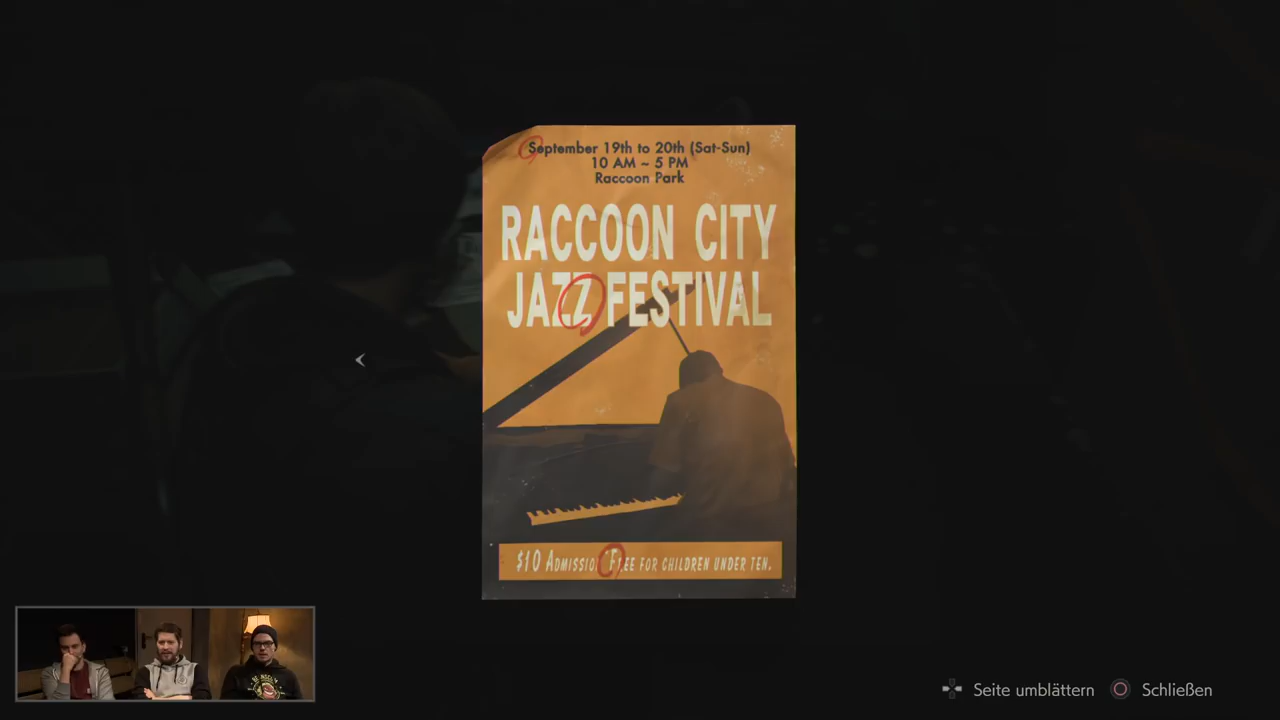 September 19th to 20th (Sat-Sun)
10 AM ~ 5 PM
Raccoon Park
RACCOON CITY
JAZZ FESTIVAL
$10 Admission Free for children under ten.
Seite umblättern
Schließen